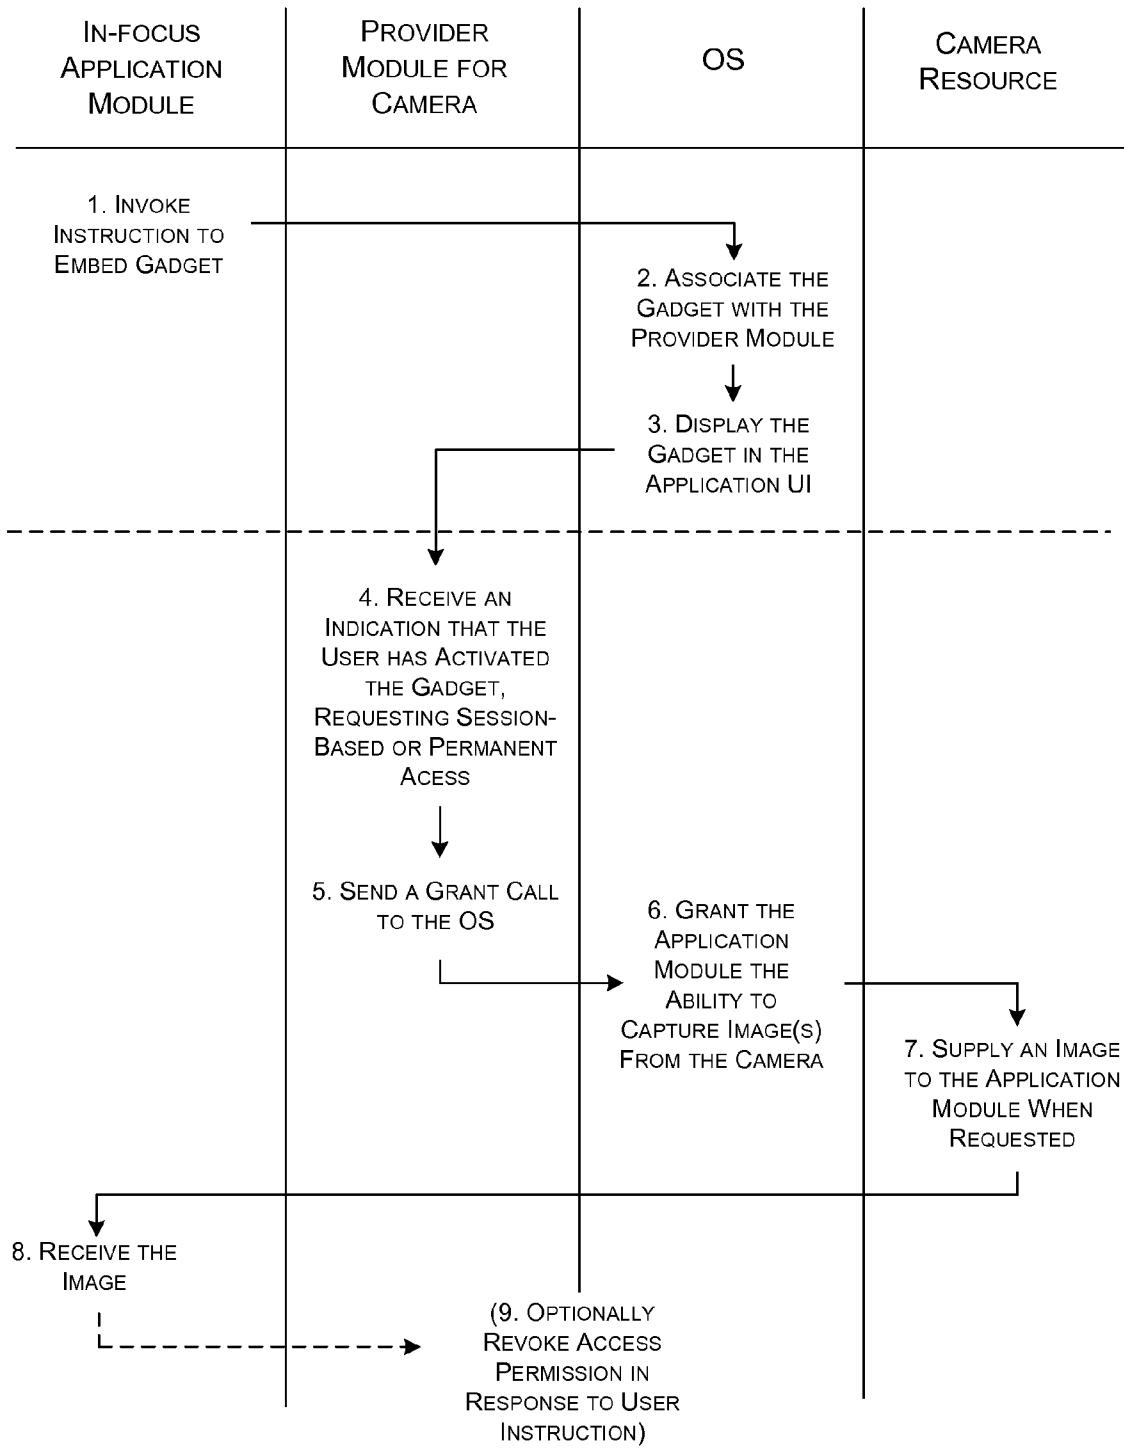 IN-FOCUS
APPLICATION
MODULE
PROVIDER
MODULE FOR
CAMERA
OS
CAMERA
RESOURCE
1. INVOKE
INSTRUCTION TO
EMBED GADGET
2. ASSOCIATE THE
GADGET WITH THE
PROVIDER MODULE
3. DISPLAY THE
GADGET IN THE
APPLICATION UI
4. RECEIVE AN
INDICATION THAT THE
USER HAS ACTIVATED
THE GADGET,
REQUESTING SESSION-
BASED OR PERMANENT
ACESS
5. SEND A GRANT CALL
TO THE OS
6. GRANT THE
APPLICATION
MODULE THE
ABILITY TO
CAPTURE IMAGE(S)
FROM THE CAMERA
7. SUPPLY AN IMAGE
TO THE APPLICATION
MODULE WHEN
REQUESTED
8. RECEIVE THE
IMAGE
(9. OPTIONALLY
REVOKE ACCESS
PERMISSION IN
RESPONSE TO USER
INSTRUCTION)